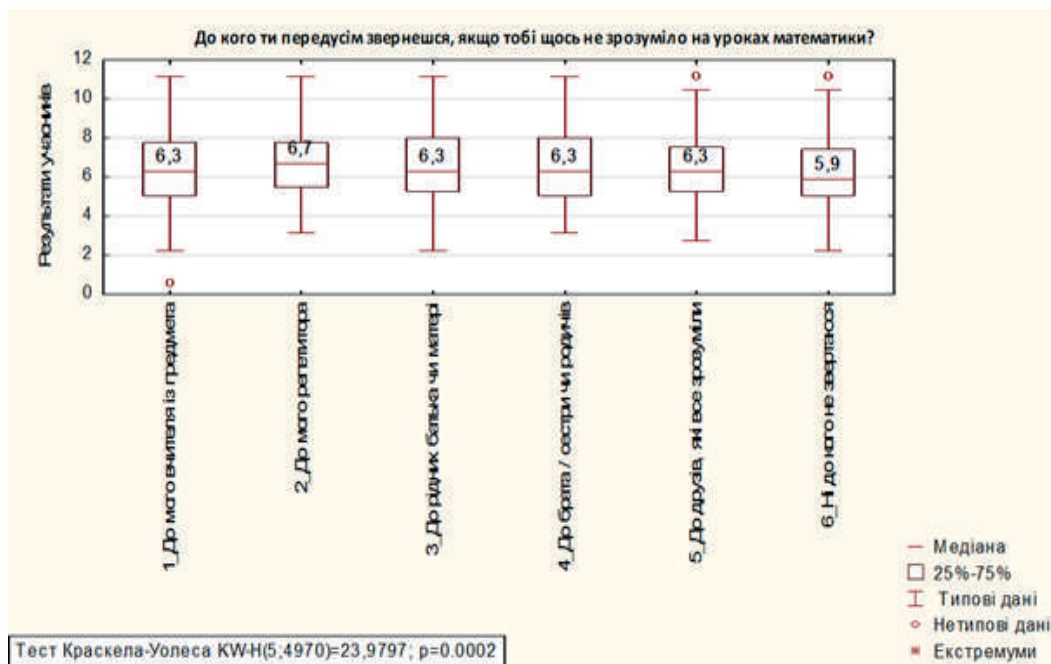 До кого ти передусім звернешся, якщо тобі щось не зрозуміло на уроках математики?
12
10
8
6
4
2
0
Результати учасників
6,3
6,7
6,3
6,3
6,3
5,9
1_До мого вчителя із предмета
2_До мого репетитора
3_До рідних батька чи матері
4_До брата / сестри чи родичів
5_До друзів, які все зрозуміли
6_Ні до кого не звертаюся
Медіана
25%-75%
Типові дані
Нетипові дані
Екстремуми
Тест Краскела-Уолеса KW-H(5;4970)=23,9797; p=0.0002